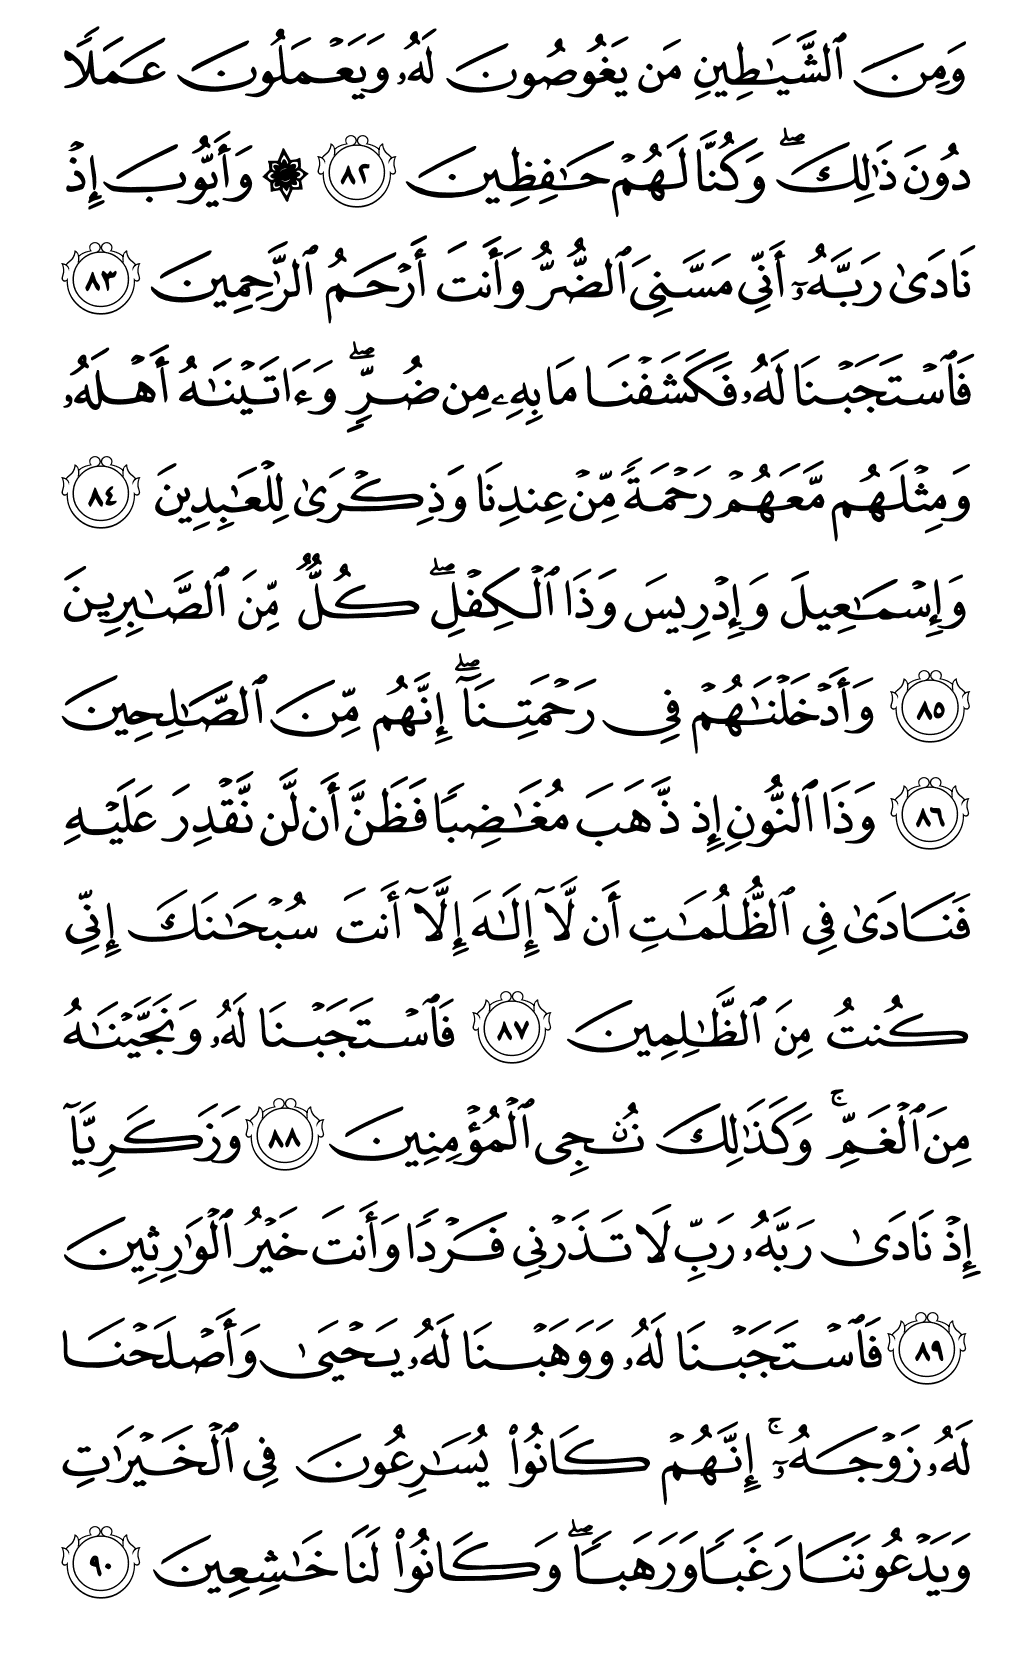 وَمِنَ ٱلشَّيَـٰطِينِ مَن يَغُوصُونَ لَهُۥ وَيَعْمَلُونَ عَمَلًا
دُونَ ذَٰلِكَ ۖ وَكُنَّا لَهُمْ حَـٰفِظِينَ ٨٢ ۞ وَأَيُّوبَ إِذْ
نَادَىٰ رَبَّهُۥٓ أَنِّى مَسَّنِىَ ٱلضُّرُّ وَأَنتَ أَرْحَمُ ٱلرَّٰحِمِينَ ٨٣
فَٱسْتَجَبْنَا لَهُۥ فَكَشَفْنَا مَا بِهِۦ مِن ضُرٍّ ۖ وَءَاتَيْنَـٰهُ أَهْلَهُۥ
وَمِثْلَهُم مَّعَهُمْ رَحْمَةً مِّنْ عِندِنَا وَذِكْرَىٰ لِلْعَـٰبِدِينَ ٨٤
وَإِسْمَـٰعِيلَ وَإِدْرِيسَ وَذَا ٱلْكِفْلِ ۖ كُلٌّ مِّنَ ٱلصَّـٰبِرِينَ
٨٥ وَأَدْخَلْنَـٰهُمْ فِى رَحْمَتِنَآ ۖ إِنَّهُم مِّنَ ٱلصَّـٰلِحِينَ
٨٦ وَذَا ٱلنُّونِ إِذ ذَّهَبَ مُغَـٰضِبًا فَظَنَّ أَن لَّن نَّقْدِرَ عَلَيْهِ
فَنَادَىٰ فِى ٱلظُّلُمَـٰتِ أَن لَّآ إِلَـٰهَ إِلَّآ أَنتَ سُبْحَـٰنَكَ إِنِّى
كُنتُ مِنَ ٱلظَّـٰلِمِينَ ٨٧ فَٱسْتَجَبْنَا لَهُۥ وَنَجَّيْنَـٰهُ
مِنَ ٱلْغَمِّ ۚ وَكَذَٰلِكَ نُـۨجِى ٱلْمُؤْمِنِينَ ٨٨ وَزَكَرِيَّآ
إِذْ نَادَىٰ رَبَّهُۥ رَبِّ لَا تَذَرْنِى فَرْدًا وَأَنتَ خَيْرُ ٱلْوَٰرِثِينَ
٨٩ فَٱسْتَجَبْنَا لَهُۥ وَوَهَبْنَا لَهُۥ يَحْيَىٰ وَأَصْلَحْنَا
لَهُۥ زَوْجَهُۥٓ ۚ إِنَّهُمْ كَانُوا۟ يُسَـٰرِعُونَ فِى ٱلْخَيْرَٰتِ
وَيَدْعُونَنَا رَغَبًا وَرَهَبًا ۖ وَكَانُوا۟ لَنَا خَـٰشِعِينَ ٩٠